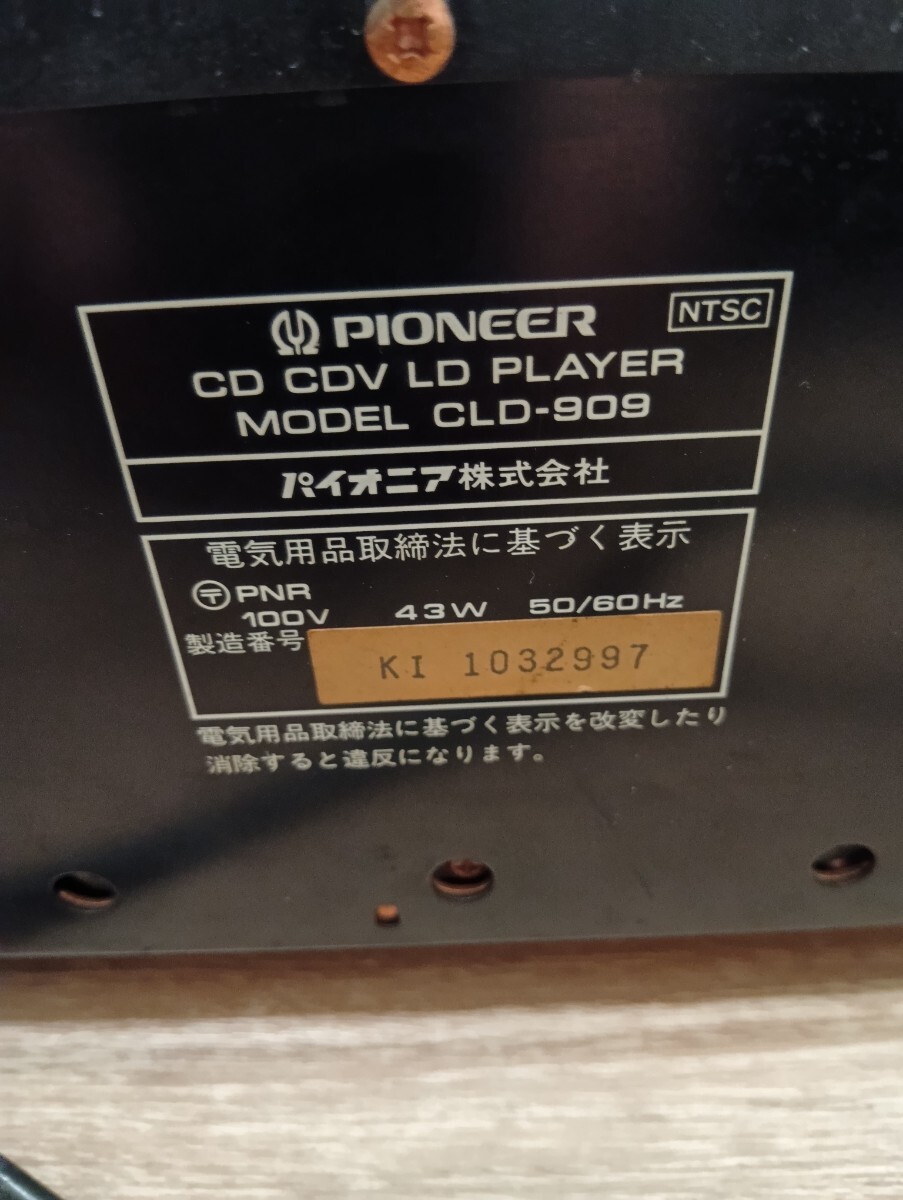 PIONEER NTSC
CD CDV LD PLAYER
MODEL CLD-909
パイオニア株式会社
電気用品取締法に基づく表示
〶 PNR
100V 43W 50/60Hz
製造番号 KI 1032997
電気用品取締法に基づく表示を改変したり
消除すると違反になります。